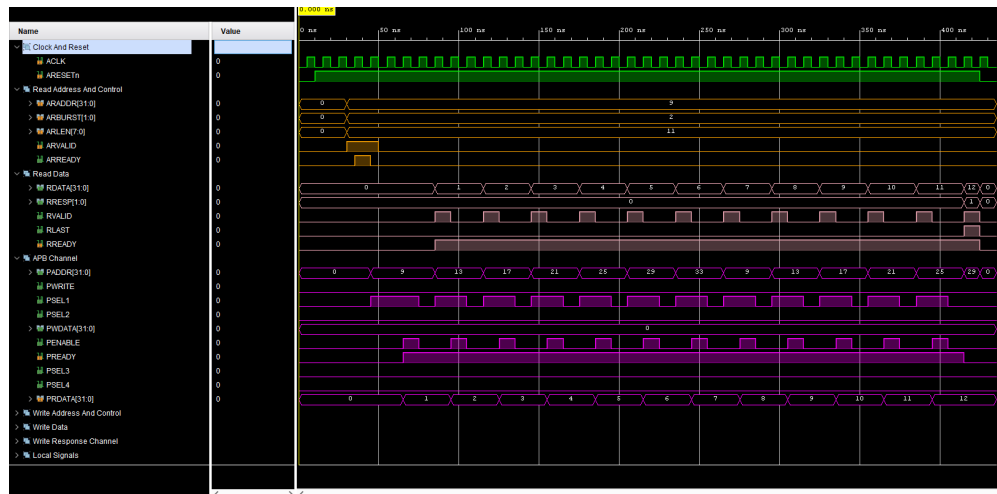 0.000 ns
Name Value 0 ns 50 ns 100 ns 150 ns 200 ns 250 ns 300 ns 350 ns 400 ns
Clock And Reset
ACLK 0
ARESETn 0
Read Address And Control
ARADDR[31:0] 0 0 9
ARBURST[1:0] 0 0 2
ARLEN[7:0] 0 0 11
ARVALID 0
ARREADY 0
Read Data
RDATA[31:0] 0 0 1 2 3 4 5 6 7 8 9 10 11 12 0
RRESP[1:0] 0 0 1 0
RVALID 0
RLAST 0
RREADY 0
APB Channel
PADDR[31:0] 0 0 9 13 17 21 25 29 33 9 13 17 21 25 29 0
PWRITE 0
PSEL1 0
PSEL2 0
PWDATA[31:0] 0 0
PENABLE 0
PREADY 0
PSEL3 0
PSEL4 0
PRDATA[31:0] 0 0 1 2 3 4 5 6 7 8 9 10 11 12
Write Address And Control
Write Data
Write Response Channel
Local Signals